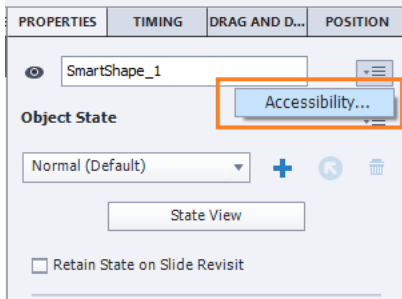 PROPERTIES TIMING DRAG AND D... POSITION
SmartShape_1
Accessibility...
Object State
Normal (Default)
State View
Retain State on Slide Revisit